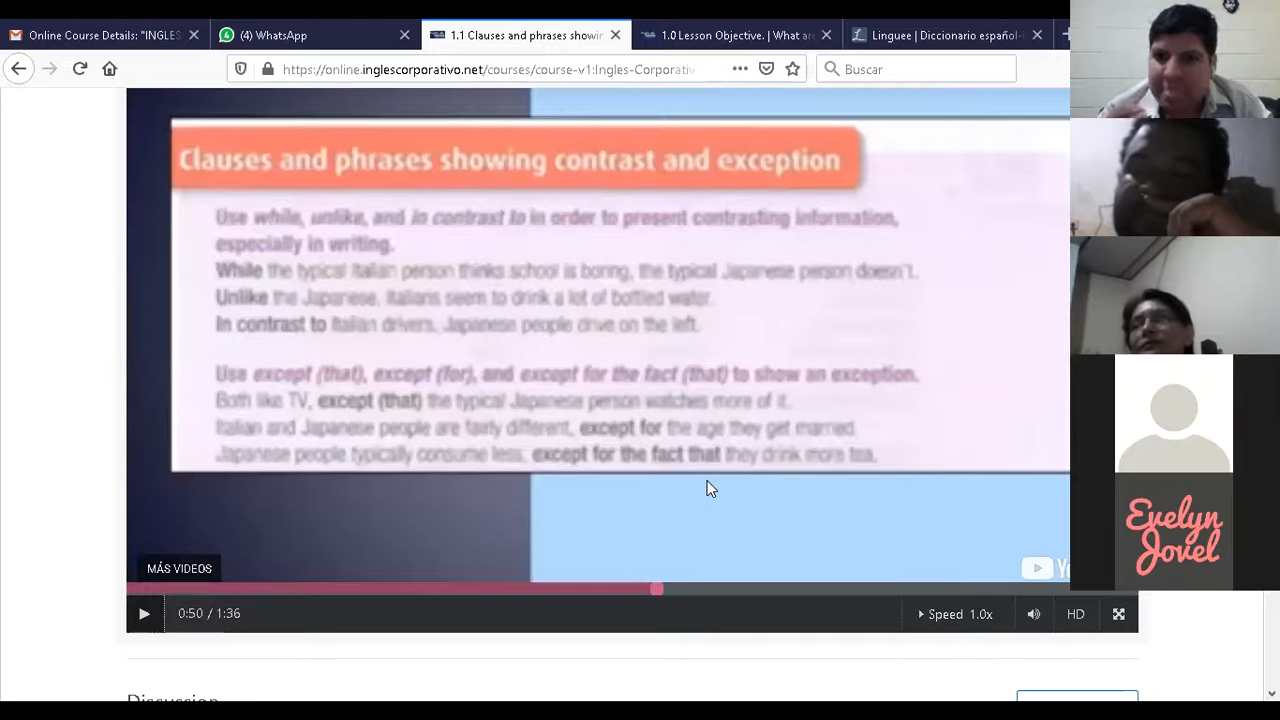 Online Course Details: "INGLES
(4) WhatsApp
1.1 Clauses and phrases showin
1.0 Lesson Objective. | What are
Linguee | Diccionario español-i
https://online.inglescorporativo.net/courses/course-v1:Ingles-Corporativ
Buscar
Clauses and phrases showing contrast and exception
Use while, unlike, and in contrast to in order to present contrasting information,
especially in writing.
While the typical Italian person thinks school is boring, the typical Japanese person doesn't.
Unlike the Japanese, Italians seem to drink a lot of bottled water.
In contrast to Italian drivers, Japanese people drive on the left.
Use except (that), except (for), and except for the fact (that) to show an exception.
Both like TV, except (that) the typical Japanese person watches more of it.
Italian and Japanese people are fairly different, except for the age they get married.
Japanese people typically consume less, except for the fact that they drink more tea.
MÁS VIDEOS
0:50 / 1:36
Speed 1.0x
HD
Discussion
Evelyn
Jovel